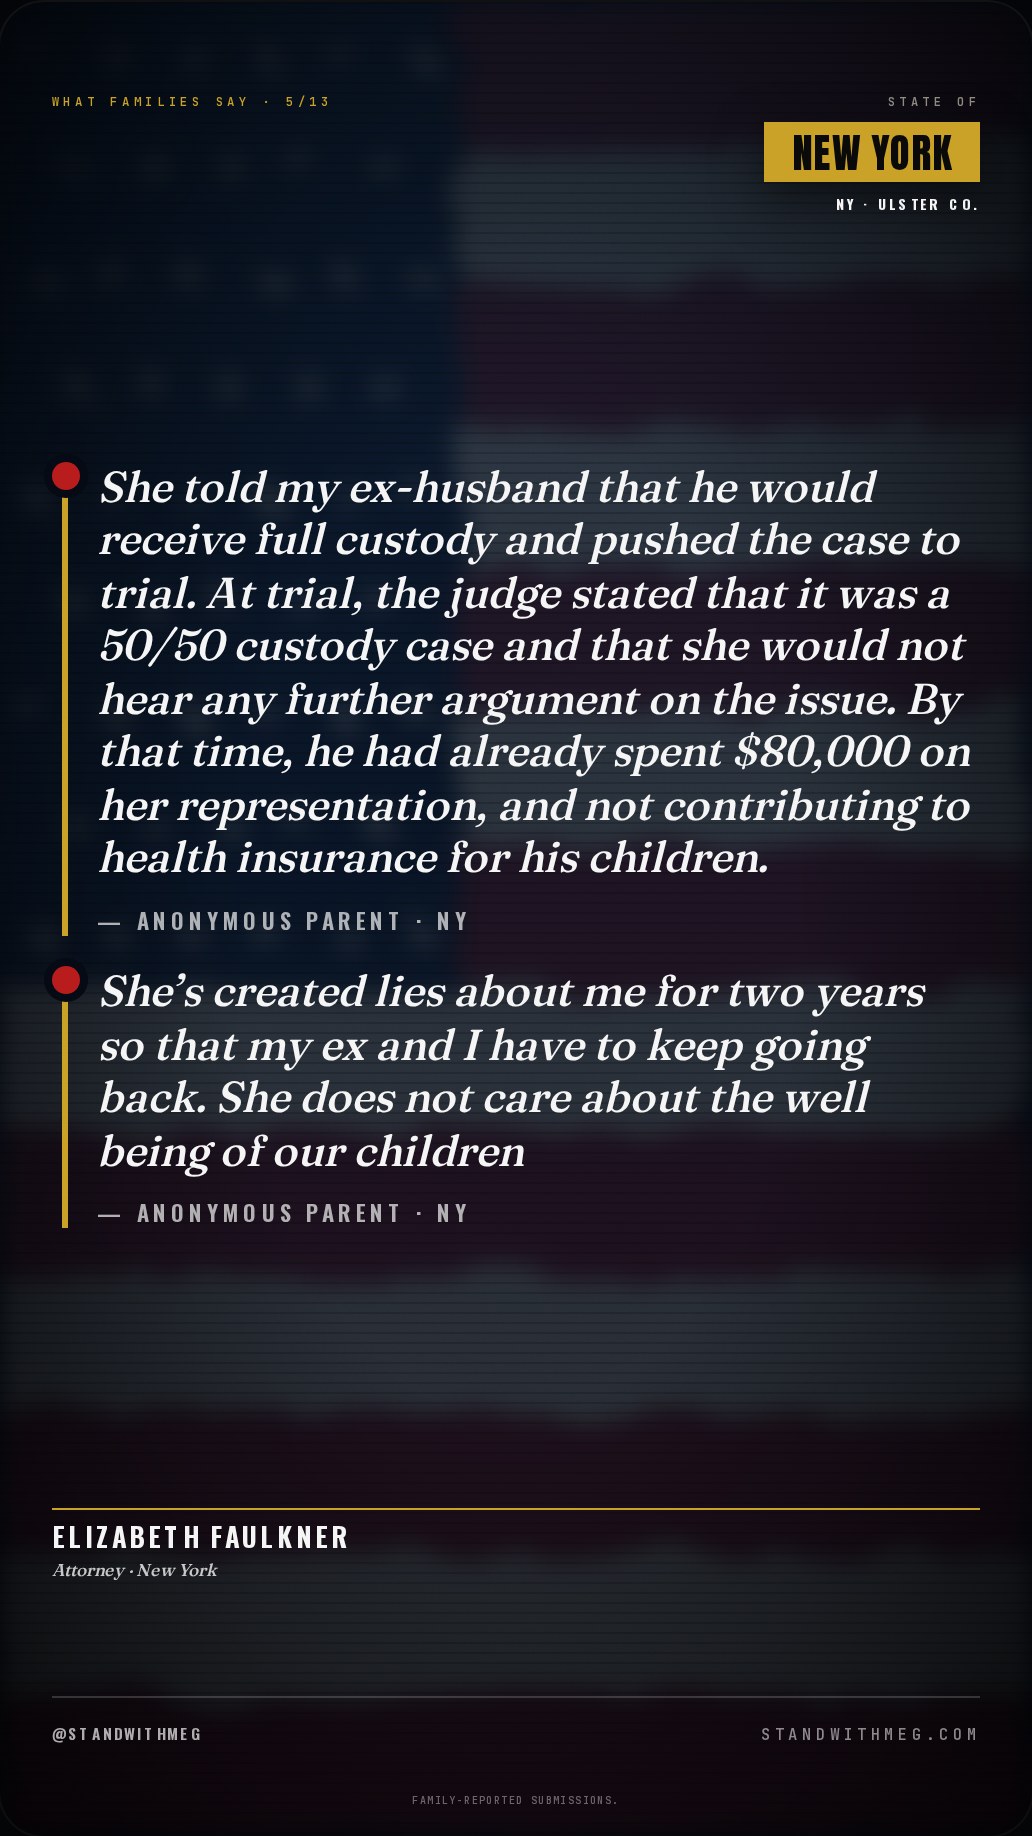 WHAT FAMILIES SAY · 5/13
STATE OF
NEW YORK
NY · ULSTER CO.
She told my ex-husband that he would
receive full custody and pushed the case to
trial. At trial, the judge stated that it was a
50/50 custody case and that she would not
hear any further argument on the issue. By
that time, he had already spent $80,000 on
her representation, and not contributing to
health insurance for his children.
— ANONYMOUS PARENT · NY
She’s created lies about me for two years
so that my ex and I have to keep going
back. She does not care about the well
being of our children
— ANONYMOUS PARENT · NY
ELIZABETH FAULKNER
Attorney · New York
@STANDWITHMEG
STANDWITHMEG.COM
FAMILY-REPORTED SUBMISSIONS.